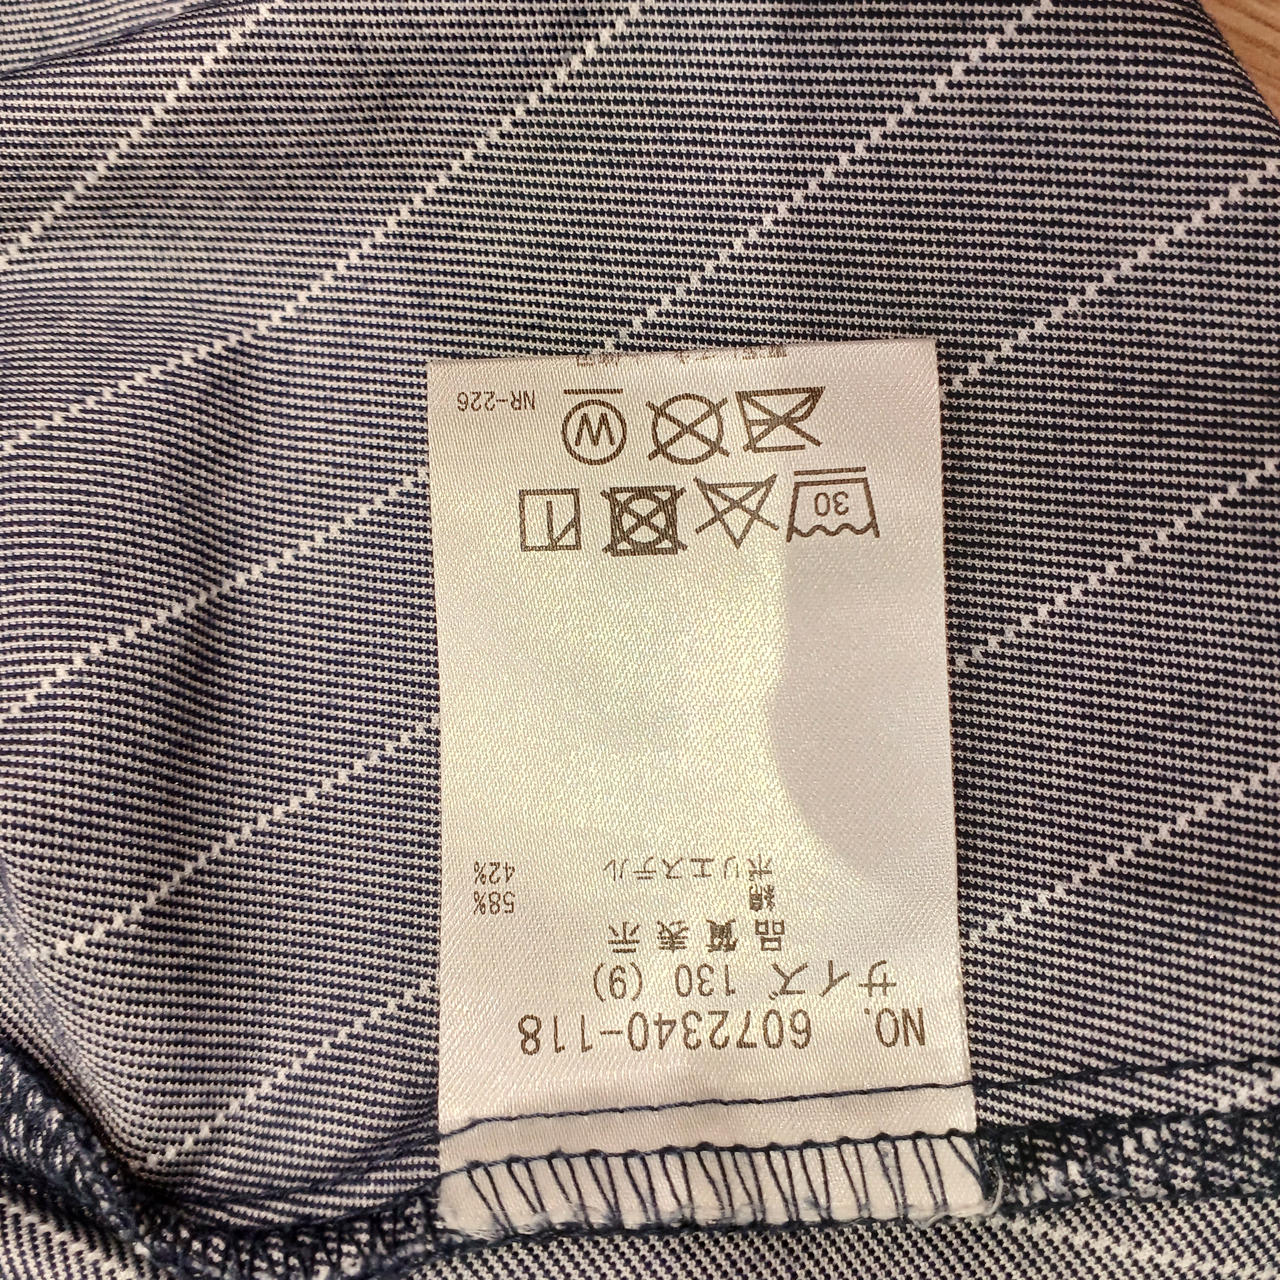 NO. 6072340-118
サイズ 130 (9)
品質表示
綿 58%
ポリエステル 42%
30
W
NR-226